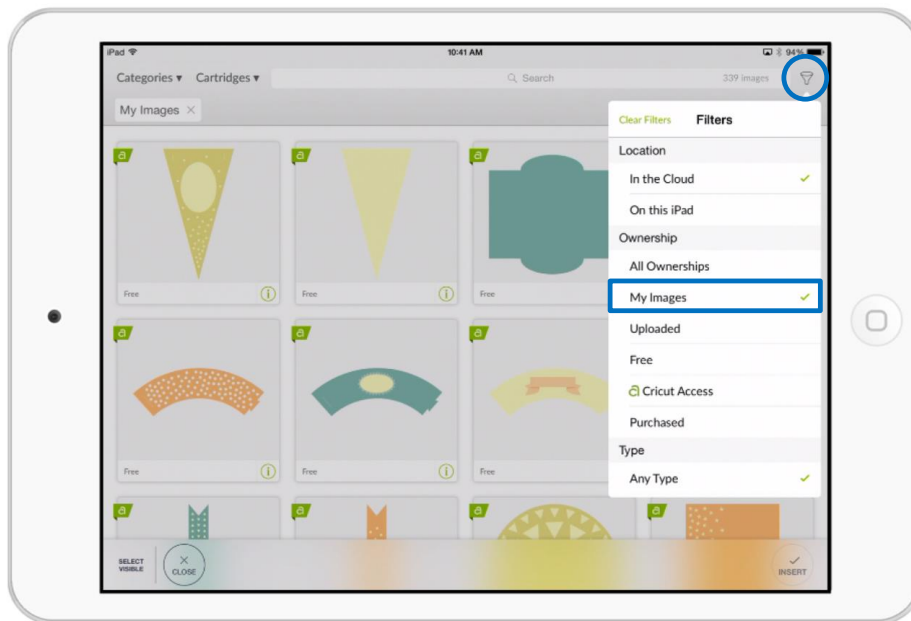 iPad 10:41 AM 94%
Categories ▾ Cartridges ▾ Search 339 images
My Images ×
Clear Filters Filters
Location
In the Cloud
On this iPad
Ownership
All Ownerships
My Images
Uploaded
Free
a Cricut Access
Purchased
Type
Any Type
a a a
Free i Free i Free
a a a
Free i Free i Free
a a a a
SELECT VISIBLE
CLOSE
INSERT